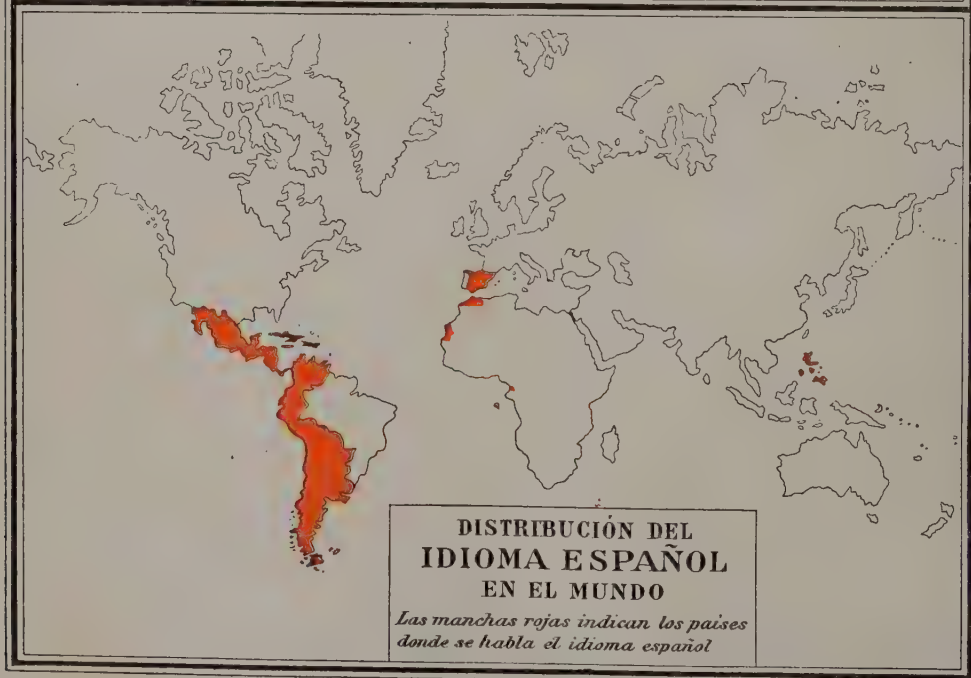 DISTRIBUCIÓN DEL
IDIOMA ESPAÑOL
EN EL MUNDO
Las manchas rojas indican los paises
donde se habla el idioma español